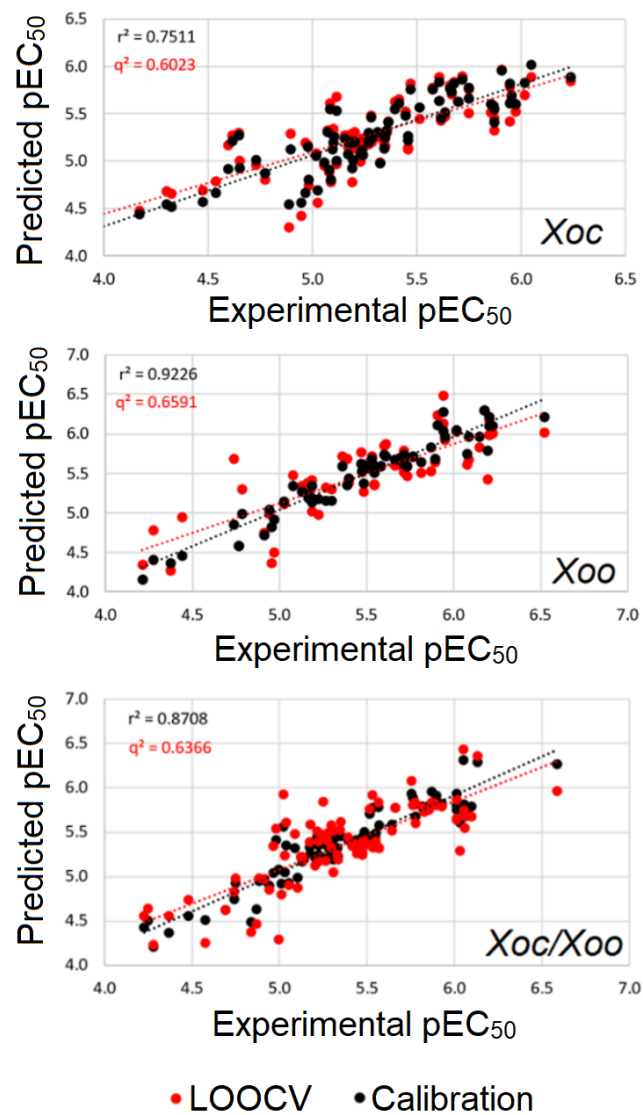 Predicted pEC₅₀
6.5
6.0
5.5
5.0
4.5
4.0
r² = 0.7511
q² = 0.6023
Xoc
4.0 4.5 5.0 5.5 6.0 6.5
Experimental pEC₅₀
Predicted pEC₅₀
7.0
6.5
6.0
5.5
5.0
4.5
4.0
r² = 0.9226
q² = 0.6591
Xoo
4.0 4.5 5.0 5.5 6.0 6.5 7.0
Experimental pEC₅₀
Predicted pEC₅₀
7.0
6.5
6.0
5.5
5.0
4.5
4.0
r² = 0.8708
q² = 0.6366
Xoc/Xoo
4.0 4.5 5.0 5.5 6.0 6.5 7.0
Experimental pEC₅₀
LOOCV Calibration